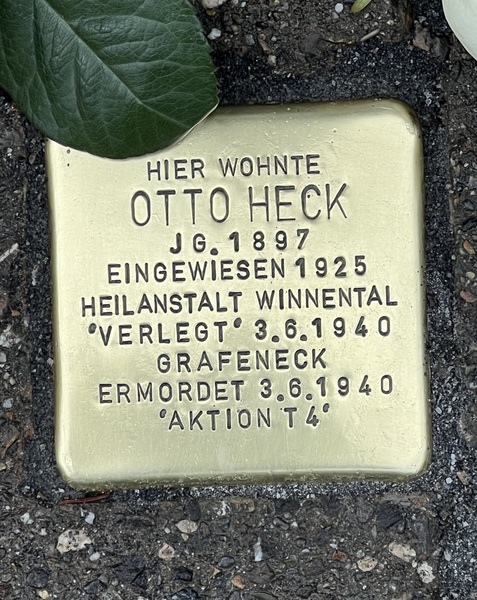 HIER WOHNTE
OTTO HECK
JG. 1897
EINGEWIESEN 1925
HEILANSTALT WINNENTAL
'VERLEGT' 3.6.1940
GRAFENECK
ERMORDET 3.6.1940
'AKTION T4'